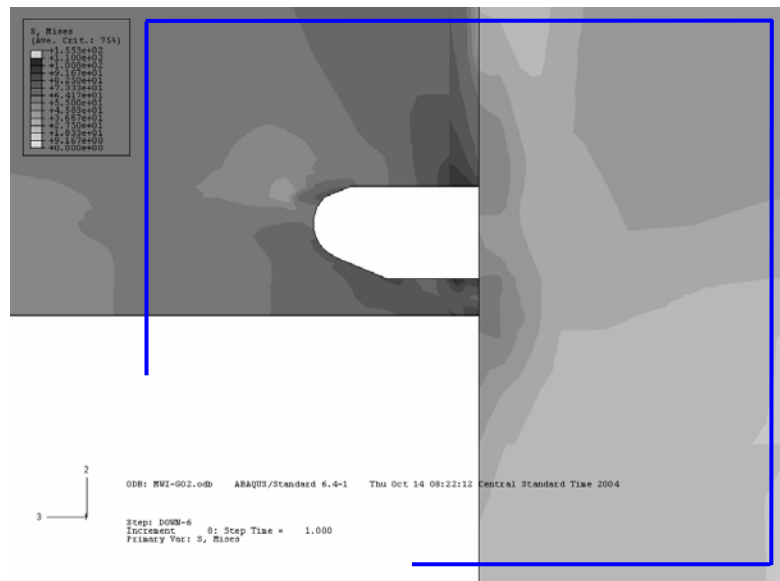 S, Mises
(Ave. Crit.: 75%)
+1.553e+02
+1.100e+02
+1.008e+02
+9.167e+01
+8.250e+01
+7.333e+01
+6.417e+01
+5.500e+01
+4.583e+01
+3.667e+01
+2.750e+01
+1.833e+01
+9.167e+00
+0.000e+00
2
3
ODB: MWI-G02.odb ABAQUS/Standard 6.4-1 Thu Oct 14 08:22:12 Central Standard Time 2004
Step: DOWN-6
Increment 8: Step Time = 1.000
Primary Var: S, Mises